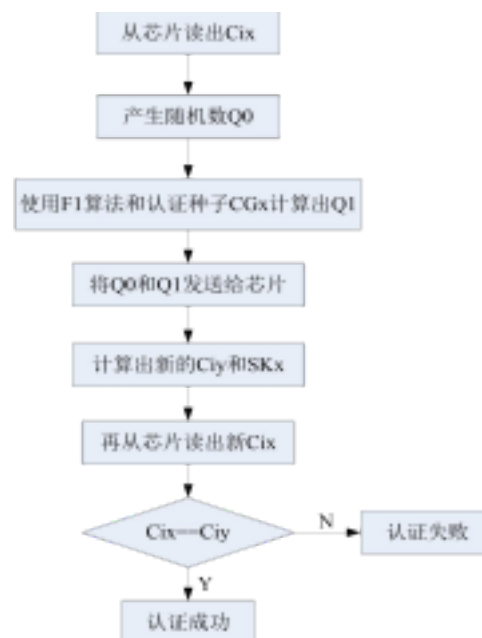 从芯片读出Cix
产生随机数Q0
使用F1算法和认证种子CGx计算出Q1
将Q0和Q1发送给芯片
计算出新的Ciy和SKx
再从芯片读出新Cix
Cix==Ciy
N
认证失败
Y
认证成功